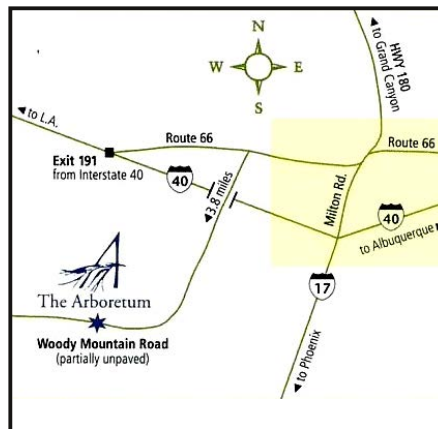 N
W
E
S
HWY 180
to Grand
Canyon
to L.A.
Route 66
Route 66
Exit 191
from Interstate 40
40
3.8 miles
Milton Rd.
40
to Albuquerque
17
The Arboretum
Woody Mountain Road
(partially unpaved)
to Phoenix